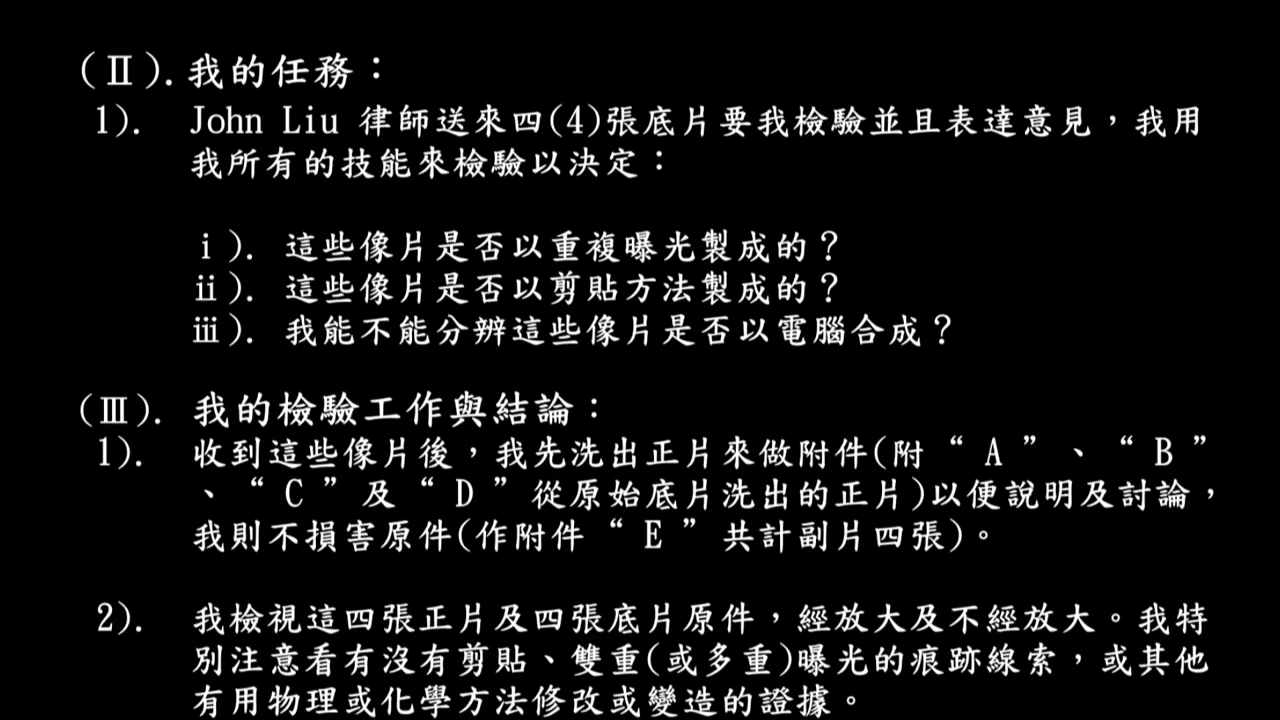 (Ⅱ). 我的任務：
1). John Liu 律師送來四(4)張底片要我檢驗並且表達意見，我用
我所有的技能來檢驗以決定：
ⅰ). 這些像片是否以重複曝光製成的？
ⅱ). 這些像片是否以剪貼方法製成的？
ⅲ). 我能不能分辨這些像片是否以電腦合成？
(Ⅲ). 我的檢驗工作與結論：
1). 收到這些像片後，我先洗出正片來做附件(附“A”、“B”
、“C”及“D”從原始底片洗出的正片)以便說明及討論，
我則不損害原件(作附件“E”共計副片四張)。
2). 我檢視這四張正片及四張底片原件，經放大及不經放大。我特
別注意看有沒有剪貼、雙重(或多重)曝光的痕跡線索，或其他
有用物理或化學方法修改或變造的證據。